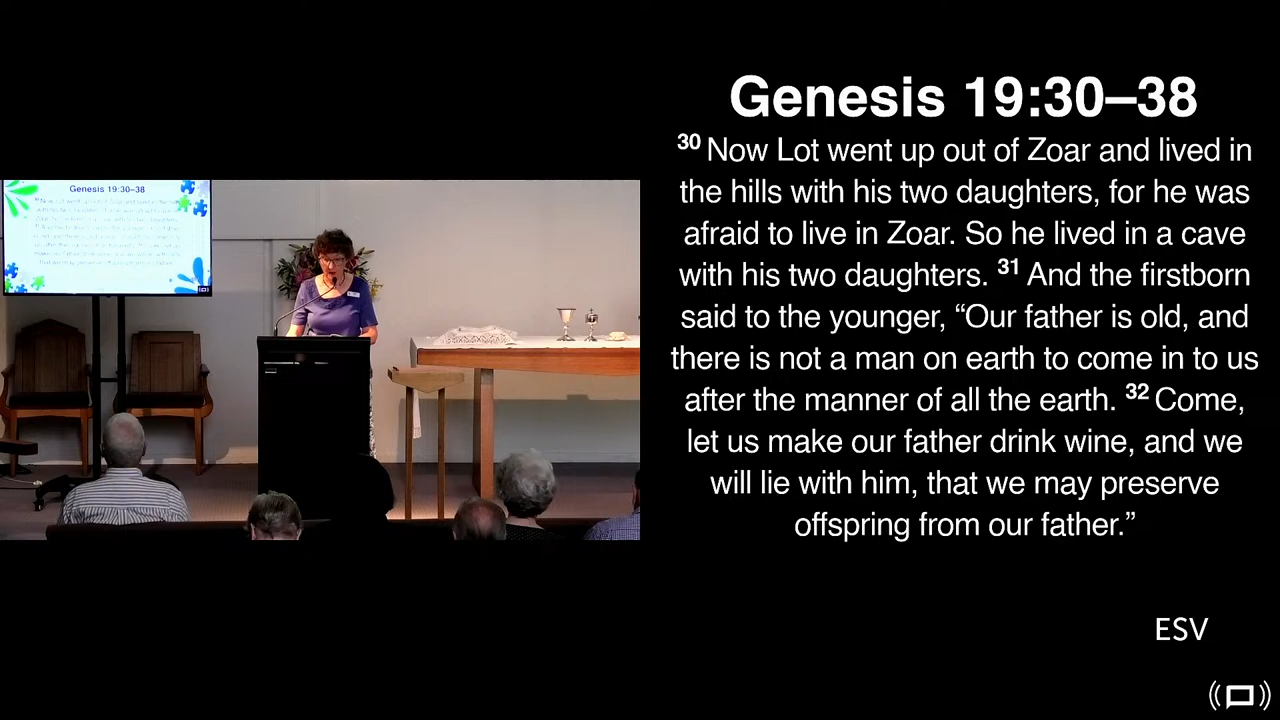 Genesis 19:30–38
Genesis 19:30–38
30 Now Lot went up out of Zoar and lived in
the hills with his two daughters, for he was
afraid to live in Zoar. So he lived in a cave
with his two daughters. 31 And the firstborn
said to the younger, “Our father is old, and
there is not a man on earth to come in to us
after the manner of all the earth. 32 Come,
let us make our father drink wine, and we
will lie with him, that we may preserve
offspring from our father.”
ESV